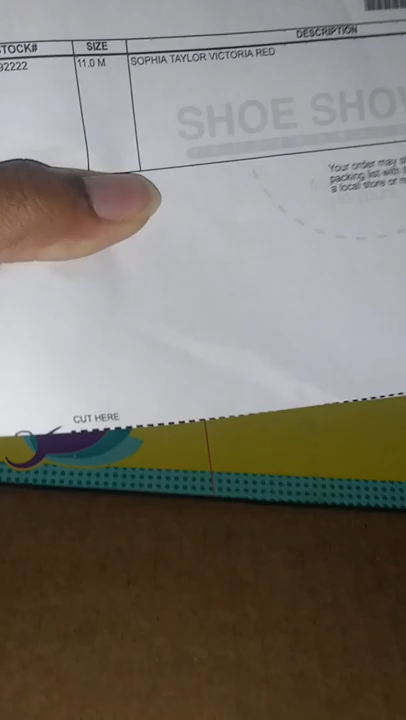 STOCK# SIZE DESCRIPTION
92222 11.0 M SOPHIA TAYLOR VICTORIA RED
SHOE SHOW
Your order may
packing list with
a local store or
CUT HERE